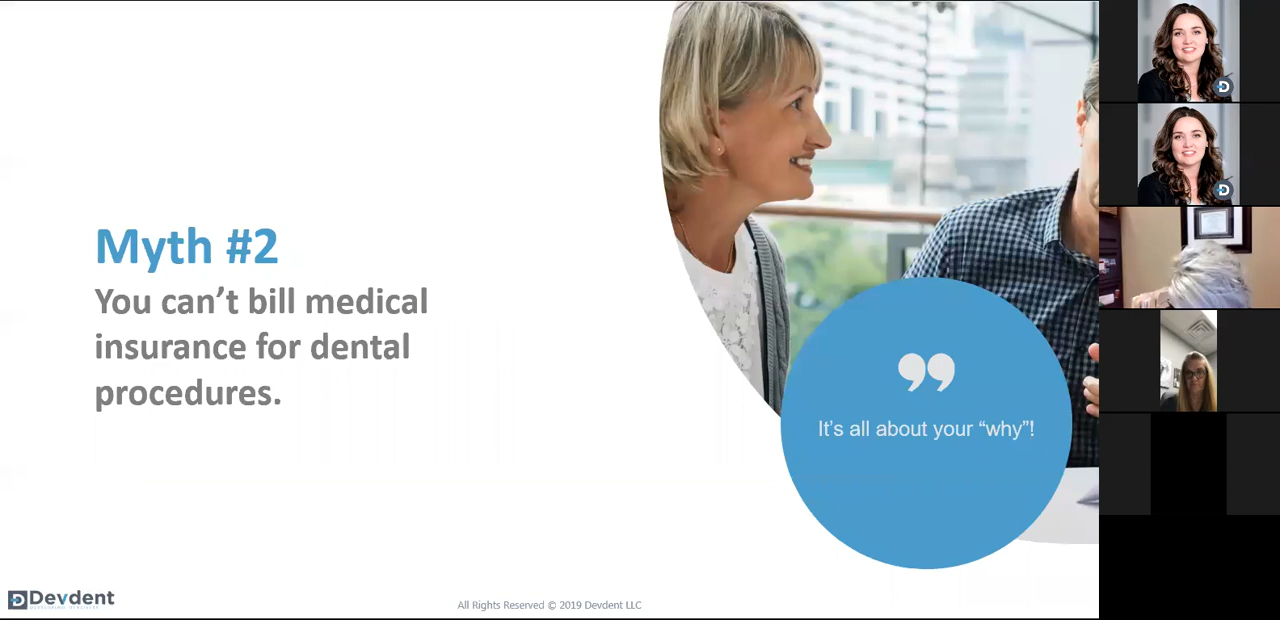 Myth #2
You can’t bill medical
insurance for dental
procedures.
”
It’s all about your “why”!
Devdent
All Rights Reserved © 2019 Devdent LLC